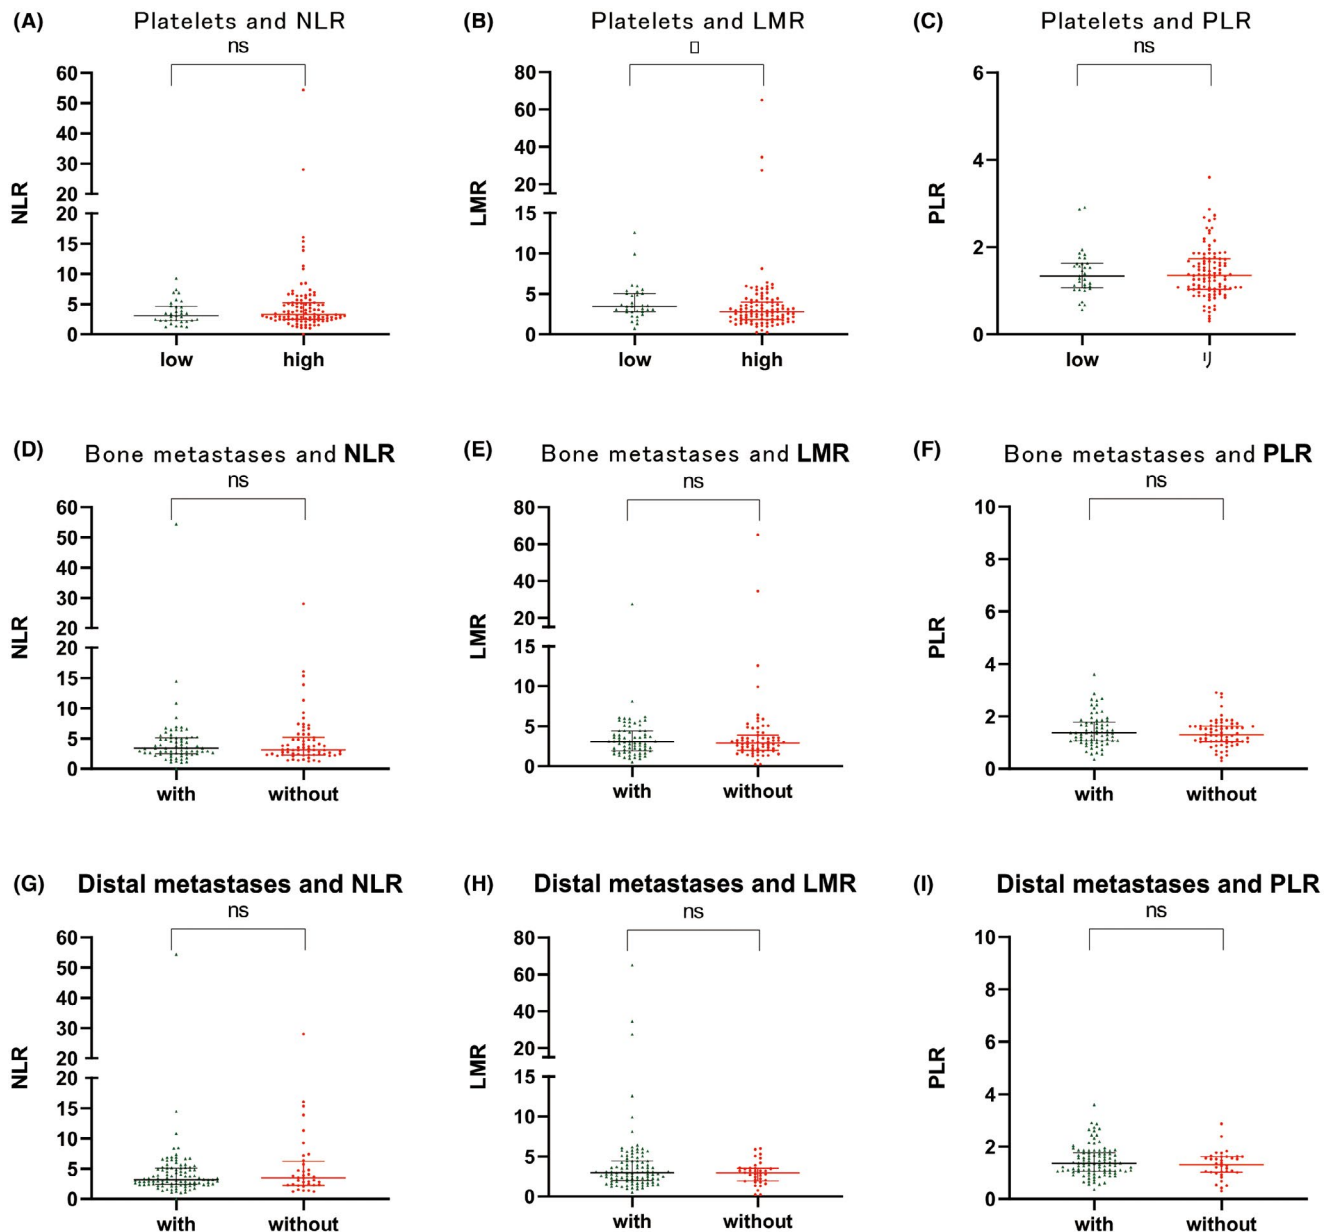 (A) Platelets and NLR
ns
60
50
40
30
20
20
15
10
5
0
NLR
low high
(B) Platelets and LMR
□
80
60
40
20
15
10
5
0
LMR
low high
(C) Platelets and PLR
ns
6
4
2
0
PLR
low リ
(D) Bone metastases and NLR
ns
60
50
40
30
20
20
15
10
5
0
NLR
with without
(E) Bone metastases and LMR
ns
80
60
40
20
15
10
5
0
LMR
with without
(F) Bone metastases and PLR
ns
10
8
6
4
2
0
PLR
with without
(G) Distal metastases and NLR
ns
60
50
40
30
20
20
15
10
5
0
NLR
with without
(H) Distal metastases and LMR
ns
80
60
40
20
15
10
5
0
LMR
with without
(I) Distal metastases and PLR
ns
10
8
6
4
2
0
PLR
with without